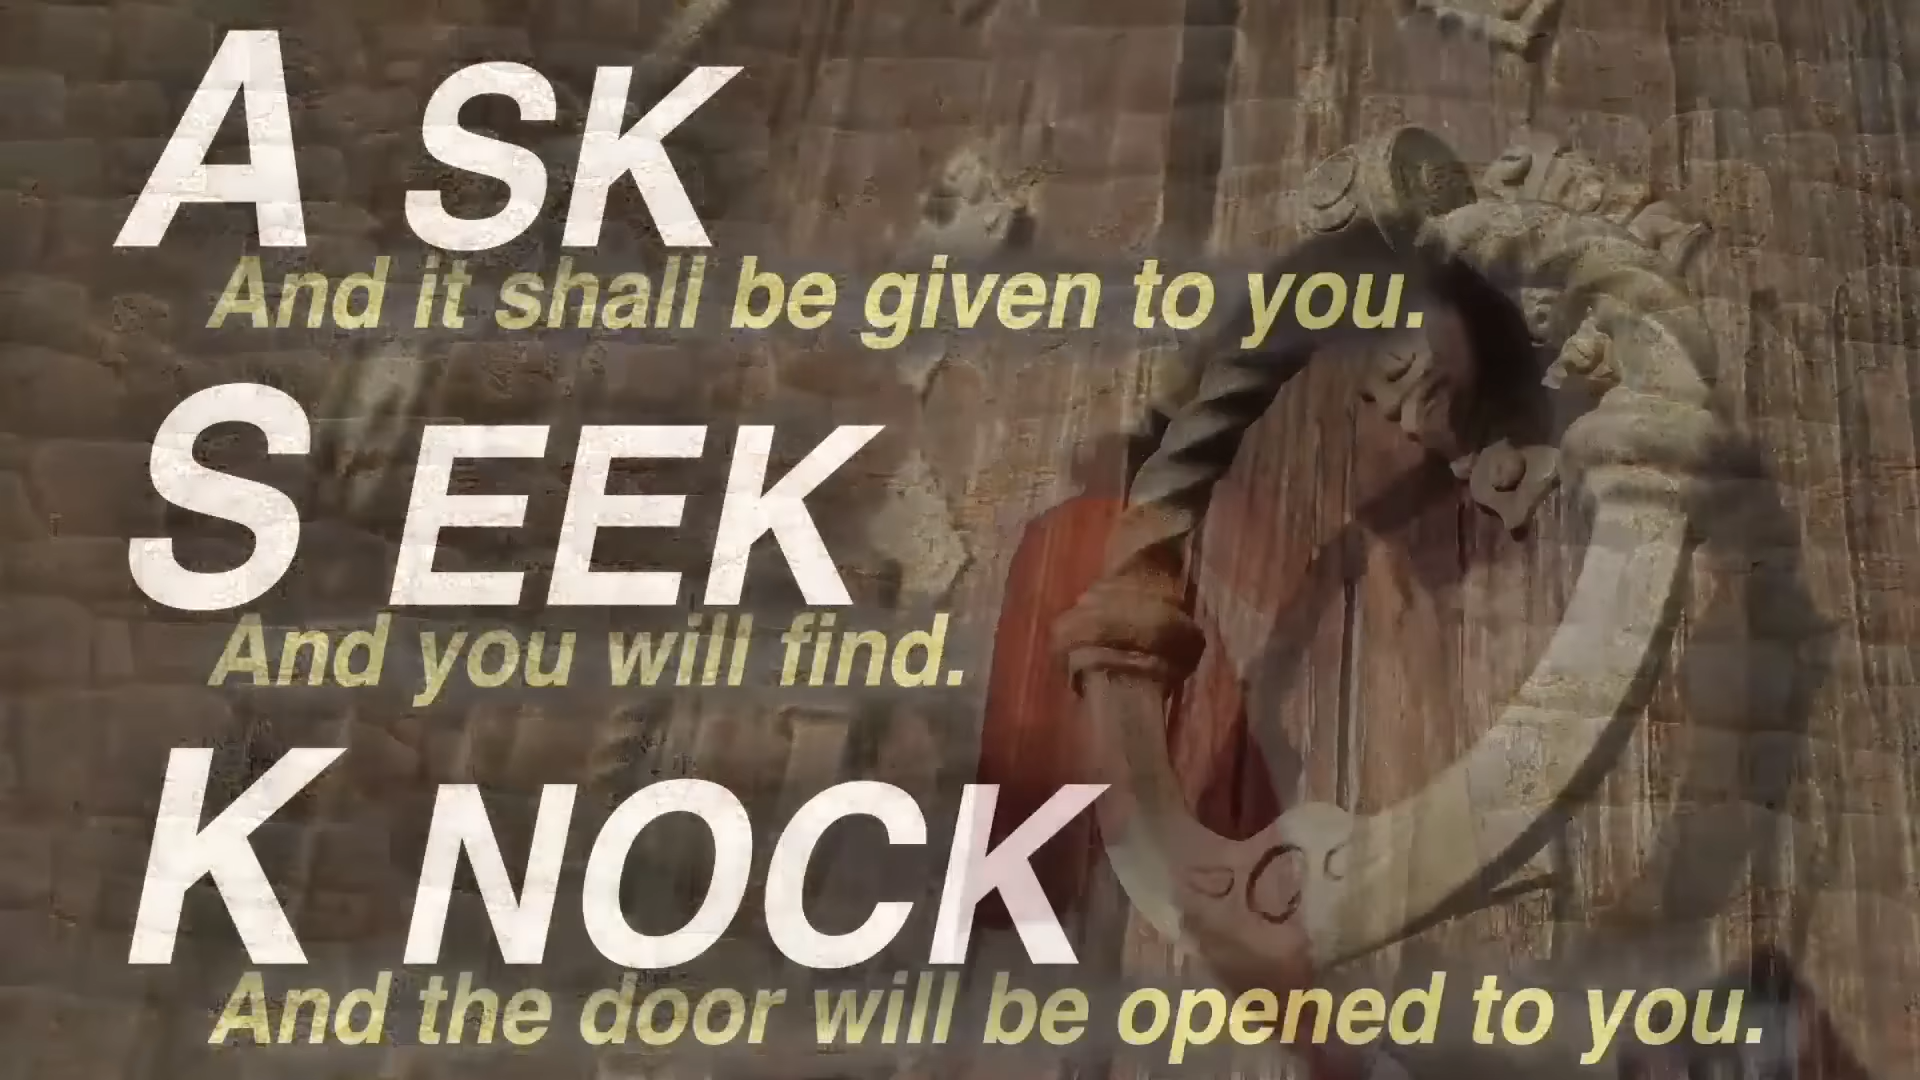 A SK
And it shall be given to you.
S EEK
And you will find.
K NOCK
And the door will be opened to you.